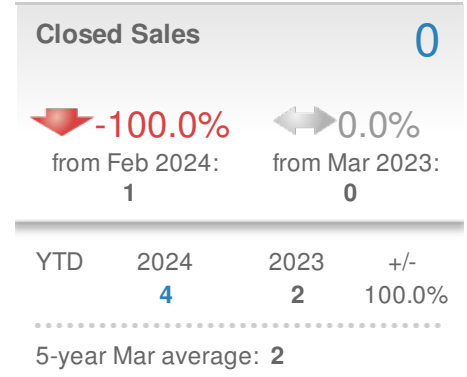 Closed Sales 0
-100.0% 0.0%
from Feb 2024: from Mar 2023:
1 0
YTD 2024 2023 +/-
4 2 100.0%
5-year Mar average: 2